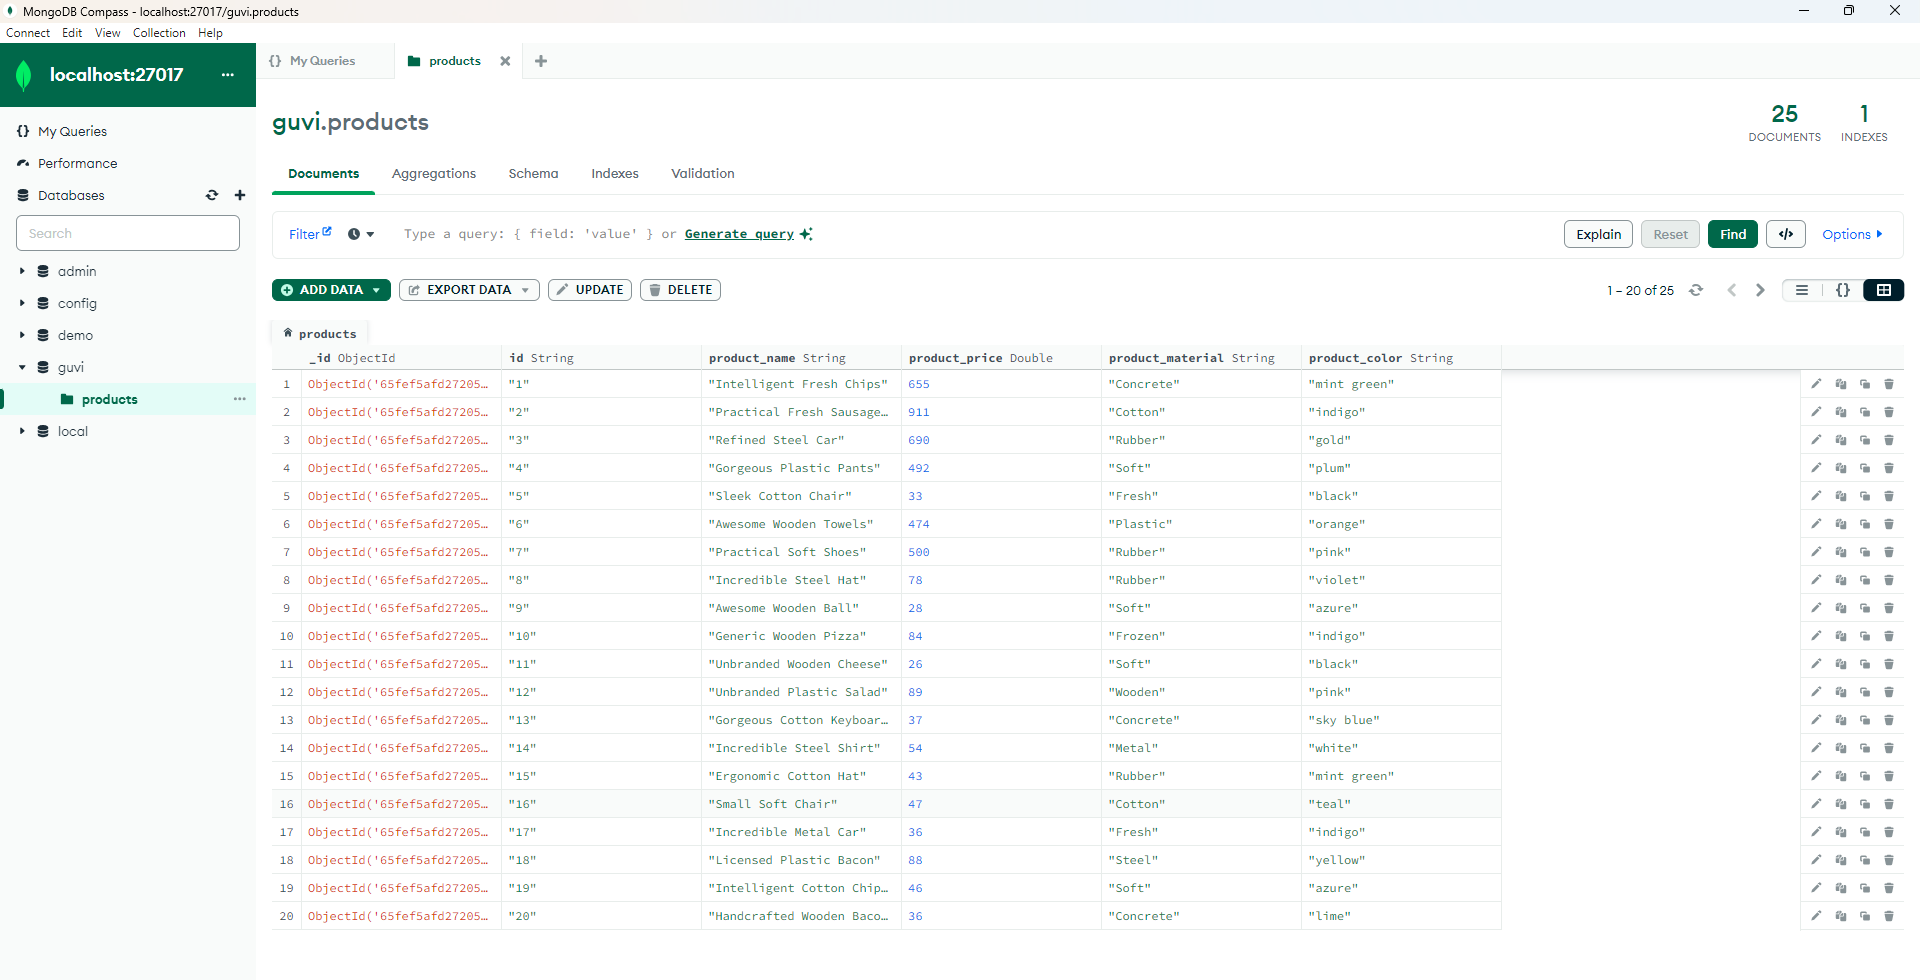 MongoDB Compass - localhost:27017/guvi.products
Connect Edit View Collection Help
localhost:27017 ...
{} My Queries
products
My Queries
Performance
Databases
Search
admin
config
demo
guvi
products ...
local
guvi.products
25 DOCUMENTS
1 INDEXES
Documents Aggregations Schema Indexes Validation
Filter Type a query: { field: 'value' } or Generate query Explain Reset Find </> Options
ADD DATA EXPORT DATA UPDATE DELETE 1 – 20 of 25 {}
products
_id ObjectId id String product_name String product_price Double product_material String product_color String
1 ObjectId('65fef5afd27205… "1" "Intelligent Fresh Chips" 655 "Concrete" "mint green"
2 ObjectId('65fef5afd27205… "2" "Practical Fresh Sausage… 911 "Cotton" "indigo"
3 ObjectId('65fef5afd27205… "3" "Refined Steel Car" 690 "Rubber" "gold"
4 ObjectId('65fef5afd27205… "4" "Gorgeous Plastic Pants" 492 "Soft" "plum"
5 ObjectId('65fef5afd27205… "5" "Sleek Cotton Chair" 33 "Fresh" "black"
6 ObjectId('65fef5afd27205… "6" "Awesome Wooden Towels" 474 "Plastic" "orange"
7 ObjectId('65fef5afd27205… "7" "Practical Soft Shoes" 500 "Rubber" "pink"
8 ObjectId('65fef5afd27205… "8" "Incredible Steel Hat" 78 "Rubber" "violet"
9 ObjectId('65fef5afd27205… "9" "Awesome Wooden Ball" 28 "Soft" "azure"
10 ObjectId('65fef5afd27205… "10" "Generic Wooden Pizza" 84 "Frozen" "indigo"
11 ObjectId('65fef5afd27205… "11" "Unbranded Wooden Cheese" 26 "Soft" "black"
12 ObjectId('65fef5afd27205… "12" "Unbranded Plastic Salad" 89 "Wooden" "pink"
13 ObjectId('65fef5afd27205… "13" "Gorgeous Cotton Keyboar… 37 "Concrete" "sky blue"
14 ObjectId('65fef5afd27205… "14" "Incredible Steel Shirt" 54 "Metal" "white"
15 ObjectId('65fef5afd27205… "15" "Ergonomic Cotton Hat" 43 "Rubber" "mint green"
16 ObjectId('65fef5afd27205… "16" "Small Soft Chair" 47 "Cotton" "teal"
17 ObjectId('65fef5afd27205… "17" "Incredible Metal Car" 36 "Fresh" "indigo"
18 ObjectId('65fef5afd27205… "18" "Licensed Plastic Bacon" 88 "Steel" "yellow"
19 ObjectId('65fef5afd27205… "19" "Intelligent Cotton Chip… 46 "Soft" "azure"
20 ObjectId('65fef5afd27205… "20" "Handcrafted Wooden Baco… 36 "Concrete" "lime"